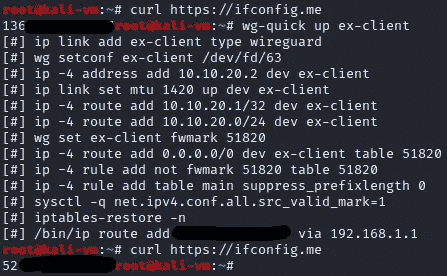 root@kali-vm:~# curl https://ifconfig.me
136 root@kali-vm:~# wg-quick up ex-client
[#] ip link add ex-client type wireguard
[#] wg setconf ex-client /dev/fd/63
[#] ip -4 address add 10.10.20.2 dev ex-client
[#] ip link set mtu 1420 up dev ex-client
[#] ip -4 route add 10.10.20.1/32 dev ex-client
[#] ip -4 route add 10.10.20.0/24 dev ex-client
[#] wg set ex-client fwmark 51820
[#] ip -4 route add 0.0.0.0/0 dev ex-client table 51820
[#] ip -4 rule add not fwmark 51820 table 51820
[#] ip -4 rule add table main suppress_prefixlength 0
[#] sysctl -q net.ipv4.conf.all.src_valid_mark=1
[#] iptables-restore -n
[#] /bin/ip route add via 192.168.1.1
root@kali-vm:~# curl https://ifconfig.me
52 root@kali-vm:~#